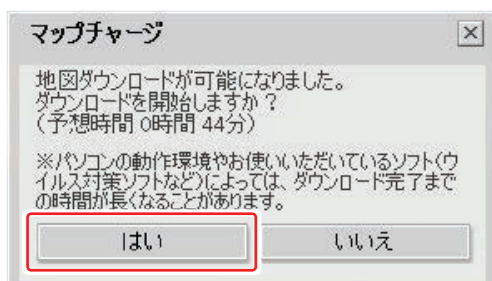 マップチャージ
地図ダウンロードが可能になりました。
ダウンロードを開始しますか？
（予想時間 0時間 44分）
※パソコンの動作環境やお使いいただいているソフト(ウ
イルス対策ソフトなど)によっては、ダウンロード完了まで
の時間が長くなることがあります。
はい いいえ